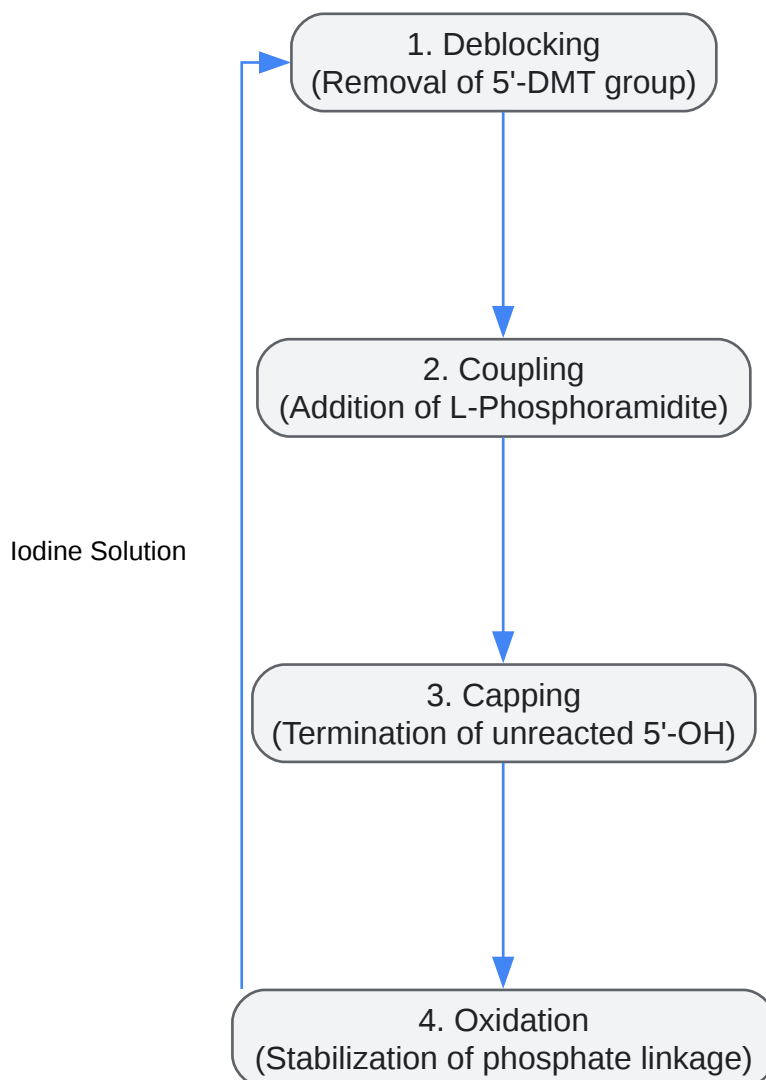 1. Deblocking
(Removal of 5'-DMT group)
2. Coupling
(Addition of L-Phosphoramidite)
Iodine Solution
3. Capping
(Termination of unreacted 5'-OH)
4. Oxidation
(Stabilization of phosphate linkage)